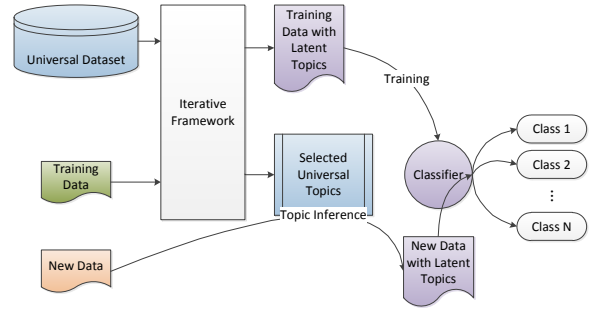 Universal Dataset
Iterative
Framework
Training
Data with
Latent
Topics
Training
Training
Data
Selected
Universal
Topics
Classifier
Class 1
Class 2
⋮
Class N
Topic Inference
New Data
New Data
with Latent
Topics